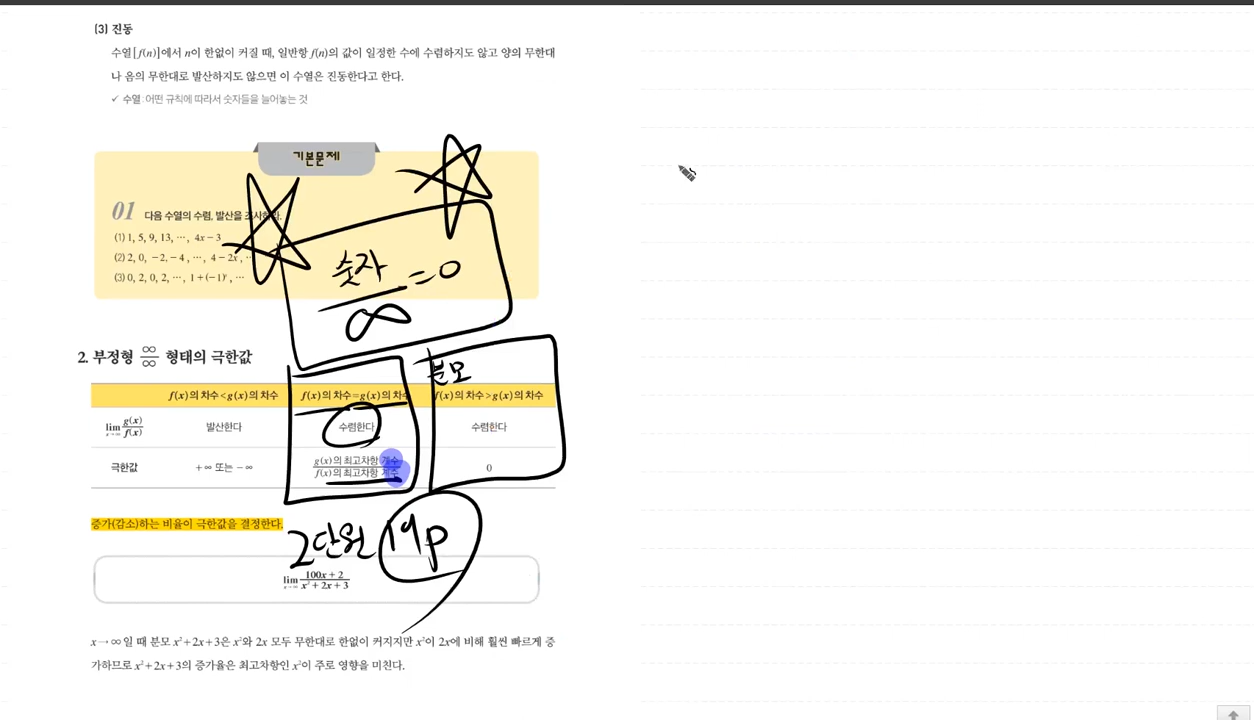 (3) 진동
수열[f(n)]에서 n이 한없이 커질 때, 일반항 f(n)의 값이 일정한 수에 수렴하지도 않고 양의 무한대
나 음의 무한대로 발산하지도 않으면 이 수열은 진동한다고 한다.
✓ 수열 : 어떤 규칙에 따라서 숫자들을 늘어놓는 것
기본문제
01 다음 수열의 수렴, 발산을 조사하라.
(1) 1, 5, 9, 13, ⋯, 4x−3
(2) 2, 0, −2, −4 , ⋯, 4−2x , ⋯
(3) 0, 2, 0, 2, ⋯, 1+(−1)ˣ, ⋯
숫자/∞ = 0
2. 부정형 ∞/∞ 형태의 극한값
분모
f(x)의 차수<g(x)의 차수 f(x)의 차수=g(x)의 차수 f(x)의 차수>g(x)의 차수
lim x→∞ g(x)/f(x) 발산한다 수렴한다 수렴한다
극한값 +∞ 또는 −∞ g(x)의 최고차항 계수/f(x)의 최고차항 계수 0
증가(감소)하는 비율이 극한값을 결정한다.
2단원 19p
lim x→∞ 100x+2/x²+2x+3
x→∞일 때 분모 x²+2x+3은 x²와 2x 모두 무한대로 한없이 커지지만 x²이 2x에 비해 훨씬 빠르게 증
가하므로 x²+2x+3의 증가율은 최고차항인 x²이 주로 영향을 미친다.